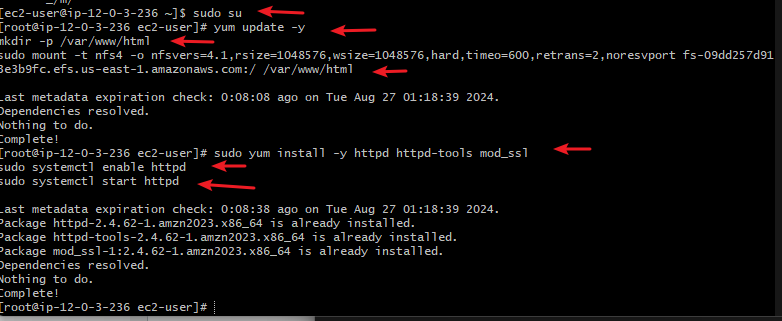 [ec2-user@ip-12-0-3-236 ~]$ sudo su
[root@ip-12-0-3-236 ec2-user]# yum update -y
mkdir -p /var/www/html
sudo mount -t nfs4 -o nfsvers=4.1,rsize=1048576,wsize=1048576,hard,timeo=600,retrans=2,noresvport fs-09dd257d91
3e3b9fc.efs.us-east-1.amazonaws.com:/ /var/www/html
Last metadata expiration check: 0:08:08 ago on Tue Aug 27 01:18:39 2024.
Dependencies resolved.
Nothing to do.
Complete!
[root@ip-12-0-3-236 ec2-user]# sudo yum install -y httpd httpd-tools mod_ssl
sudo systemctl enable httpd
sudo systemctl start httpd
Last metadata expiration check: 0:08:38 ago on Tue Aug 27 01:18:39 2024.
Package httpd-2.4.62-1.amzn2023.x86_64 is already installed.
Package httpd-tools-2.4.62-1.amzn2023.x86_64 is already installed.
Package mod_ssl-1:2.4.62-1.amzn2023.x86_64 is already installed.
Dependencies resolved.
Nothing to do.
Complete!
[root@ip-12-0-3-236 ec2-user]#